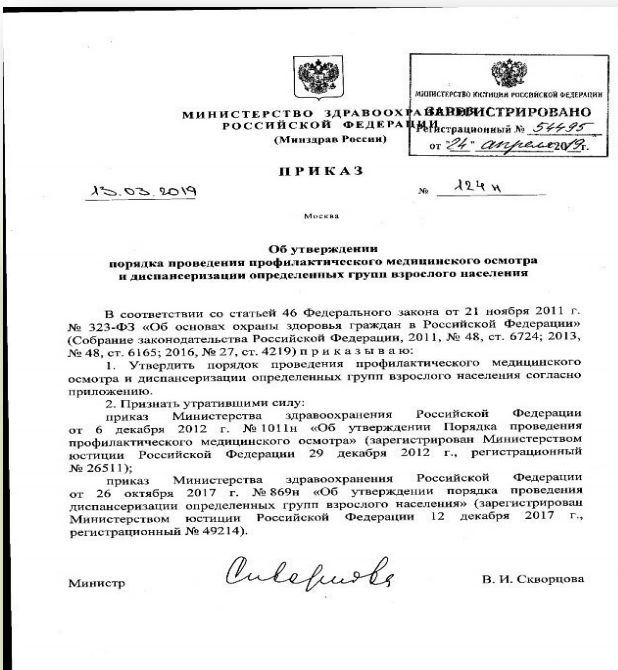 МИНИСТЕРСТВО ЮСТИЦИИ РОССИЙСКОЙ ФЕДЕРАЦИИ
ЗАРЕГИСТРИРОВАНО
Регистрационный № 54495
от "24" апреля 2019г.
МИНИСТЕРСТВО ЗДРАВООХРАНЕНИЯ
РОССИЙСКОЙ ФЕДЕРАЦИИ
(Минздрав России)
ПРИКАЗ
13.03.2019
№ 124н
Москва
Об утверждении
порядка проведения профилактического медицинского осмотра
и диспансеризации определенных групп взрослого населения
В соответствии со статьей 46 Федерального закона от 21 ноября 2011 г.
№ 323-ФЗ «Об основах охраны здоровья граждан в Российской Федерации»
(Собрание законодательства Российской Федерации, 2011, № 48, ст. 6724; 2013,
№ 48, ст. 6165; 2016, № 27, ст. 4219) п р и к а з ы в а ю:
1. Утвердить порядок проведения профилактического медицинского
осмотра и диспансеризации определенных групп взрослого населения согласно
приложению.
2. Признать утратившими силу:
приказ Министерства здравоохранения Российской Федерации
от 6 декабря 2012 г. № 1011н «Об утверждении Порядка проведения
профилактического медицинского осмотра» (зарегистрирован Министерством
юстиции Российской Федерации 29 декабря 2012 г., регистрационный
№ 26511);
приказ Министерства здравоохранения Российской Федерации
от 26 октября 2017 г. № 869н «Об утверждении порядка проведения
диспансеризации определенных групп взрослого населения» (зарегистрирован
Министерством юстиции Российской Федерации 12 декабря 2017 г.,
регистрационный № 49214).
Министр
В. И. Скворцова